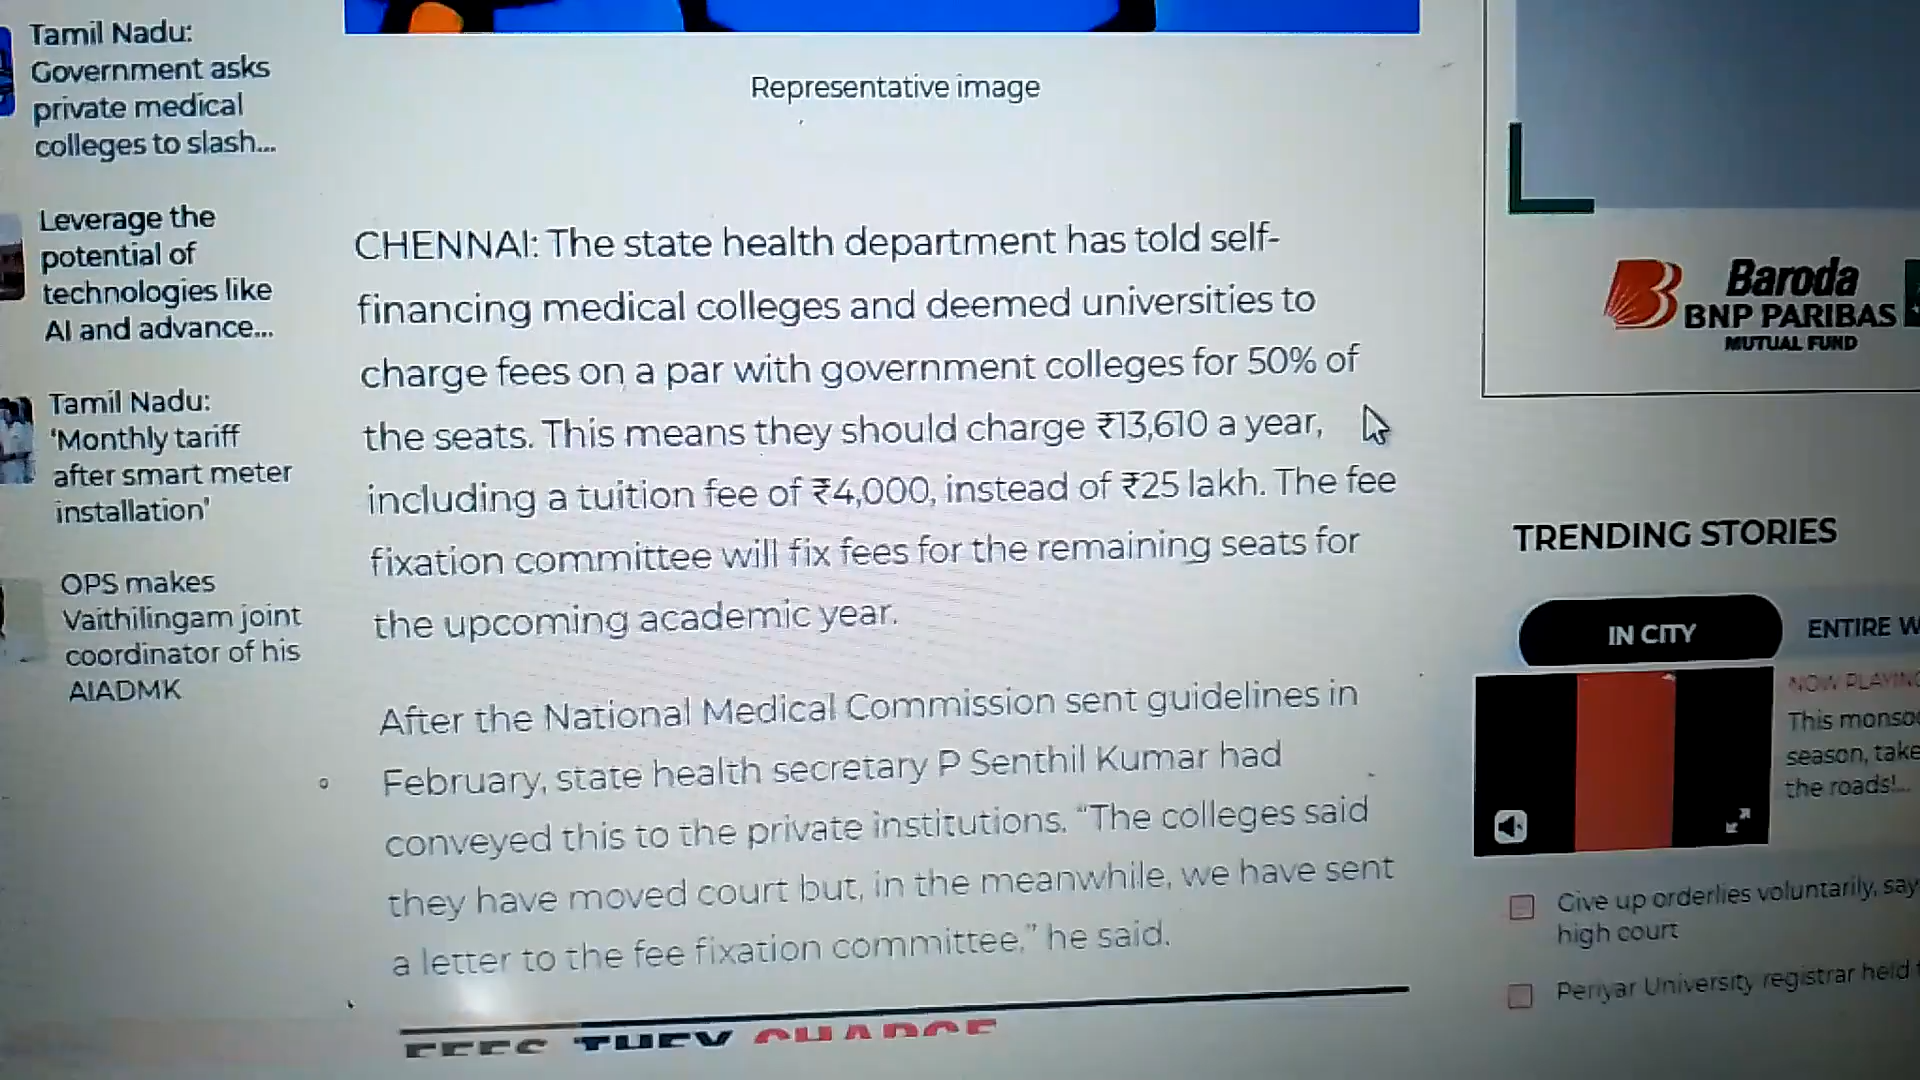 Tamil Nadu:
Government asks
private medical
colleges to slash...
Leverage the
potential of
technologies like
AI and advance...
Tamil Nadu:
'Monthly tariff
after smart meter
installation'
OPS makes
Vaithilingam joint
coordinator of his
AIADMK
Representative image
CHENNAI: The state health department has told self-
financing medical colleges and deemed universities to
charge fees on a par with government colleges for 50% of
the seats. This means they should charge ₹13,610 a year,
including a tuition fee of ₹4,000, instead of ₹25 lakh. The fee
fixation committee will fix fees for the remaining seats for
the upcoming academic year.
After the National Medical Commission sent guidelines in
February, state health secretary P Senthil Kumar had
conveyed this to the private institutions. “The colleges said
they have moved court but, in the meanwhile, we have sent
a letter to the fee fixation committee,” he said.
FEES THEY CHARGE
Baroda
BNP PARIBAS
MUTUAL FUND
TRENDING STORIES
IN CITY
ENTIRE W
NOW PLAYING
This monso
season, take
the roads!...
Give up orderlies voluntarily, say
high court
Periyar University registrar held